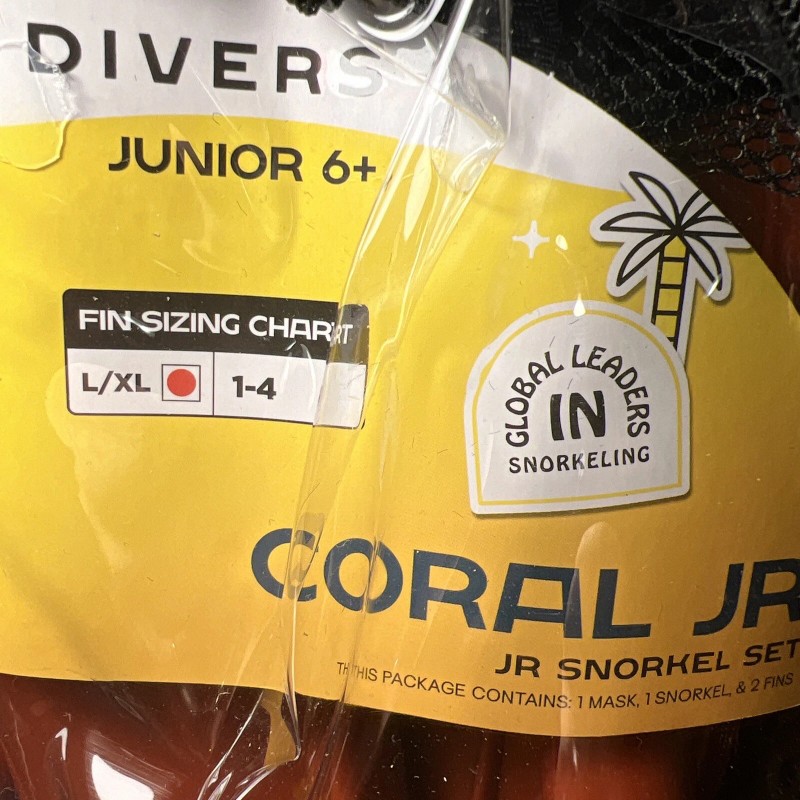 DIVERS
JUNIOR 6+
FIN SIZING CHART
L/XL 1-4
GLOBAL LEADERS
IN
SNORKELING
CORAL JR
JR SNORKEL SET
THIS PACKAGE CONTAINS: 1 MASK, 1 SNORKEL, & 2 FINS